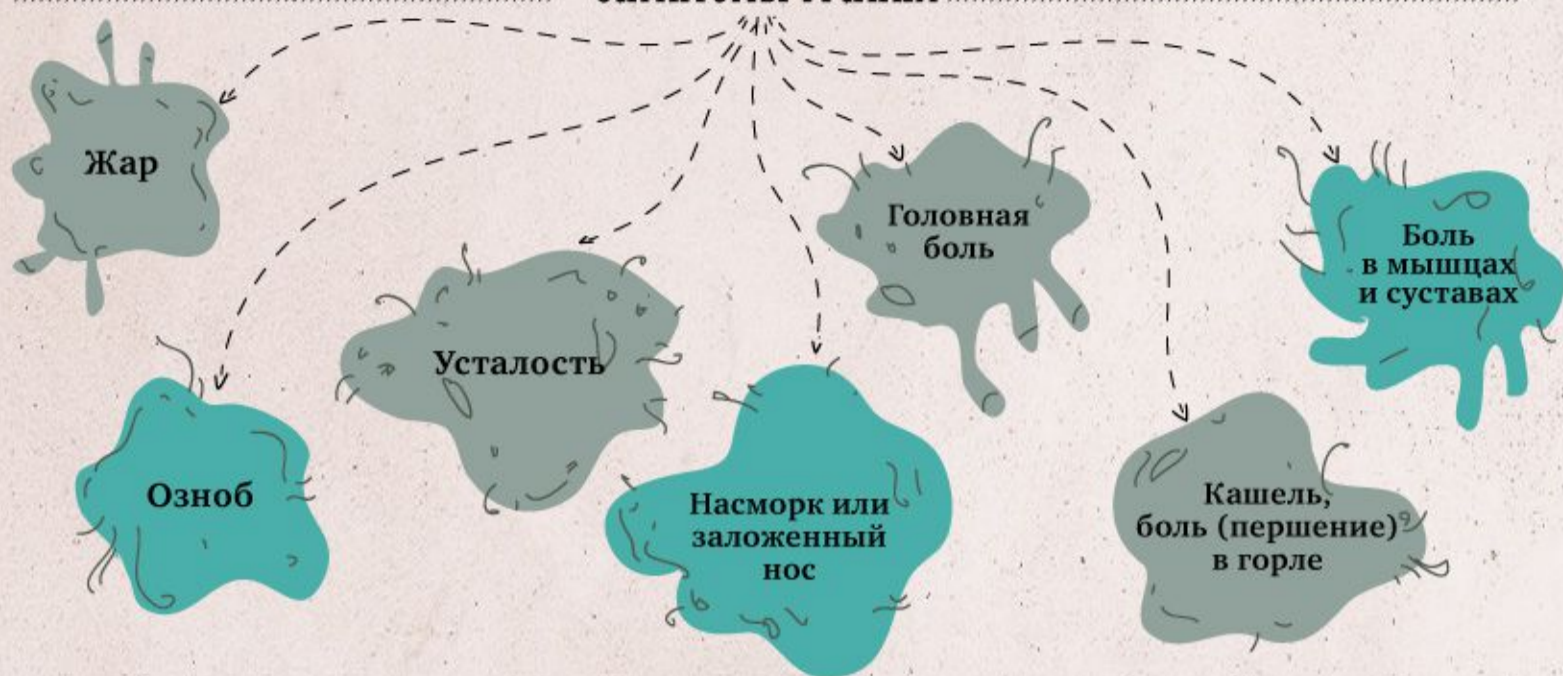 Жар
Головная
боль
Боль
в мышцах
и суставах
Усталость
Озноб
Насморк или
заложенный
нос
Кашель,
боль (першение)
в горле